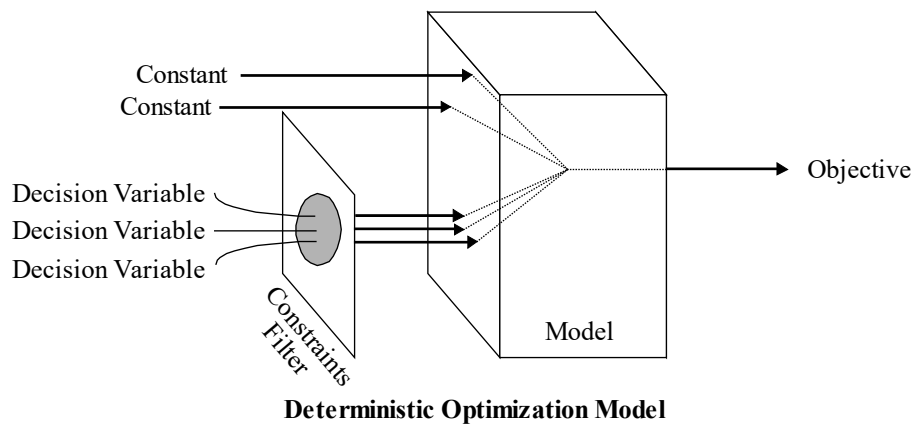 Constant
Constant
Objective
Decision Variable
Decision Variable
Decision Variable
Constraints
Filter
Model
Deterministic Optimization Model